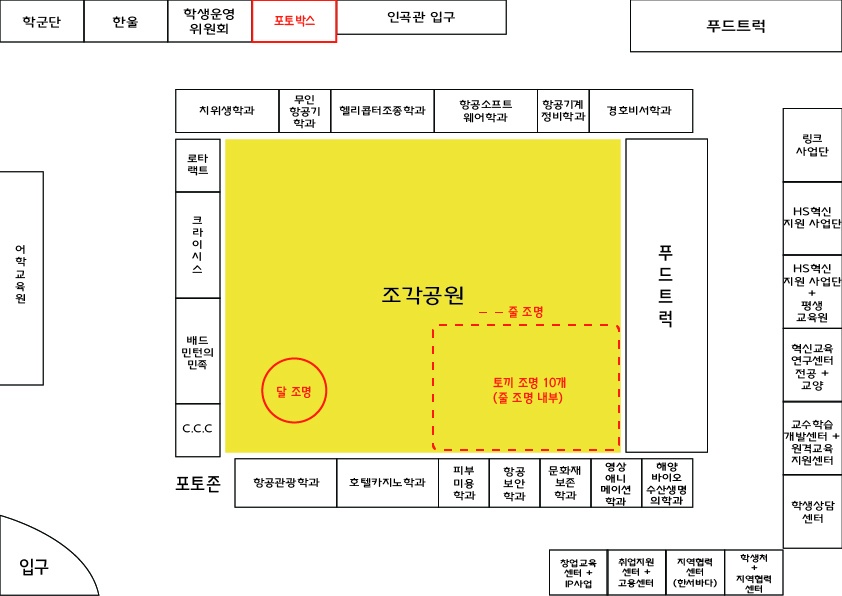 학군단
한울
학생운영
위원회
포토박스
인곡관 입구
푸드트럭
치위생학과
무인
항공기
학과
헬리콥터조종학과
항공소프트
웨어학과
항공기계
정비학과
경호비서학과
로타
랙트
크
라
이
시
스
배드
민턴의
민족
C.C.C
어
학
교
육
원
조각공원
줄 조명
토끼 조명 10개
(줄 조명 내부)
달 조명
푸
드
트
럭
링크
사업단
HS혁신
지원 사업단
HS혁신
지원 사업단
+
평생
교육원
혁신교육
연구센터
전공 +
교양
교수학습
개발센터 +
원격교육
지원센터
학생상담
센터
포토존
항공관광학과
호텔카지노학과
피부
미용
학과
항공
보안
학과
문화재
보존
학과
영상
애니
메이션
학과
해양
바이오
수산생명
의학과
입구
창업교육
센터 +
IP사업
취업지원
센터 +
고용센터
지역협력
센터
(한서바다)
학생처
+
지역협력
센터